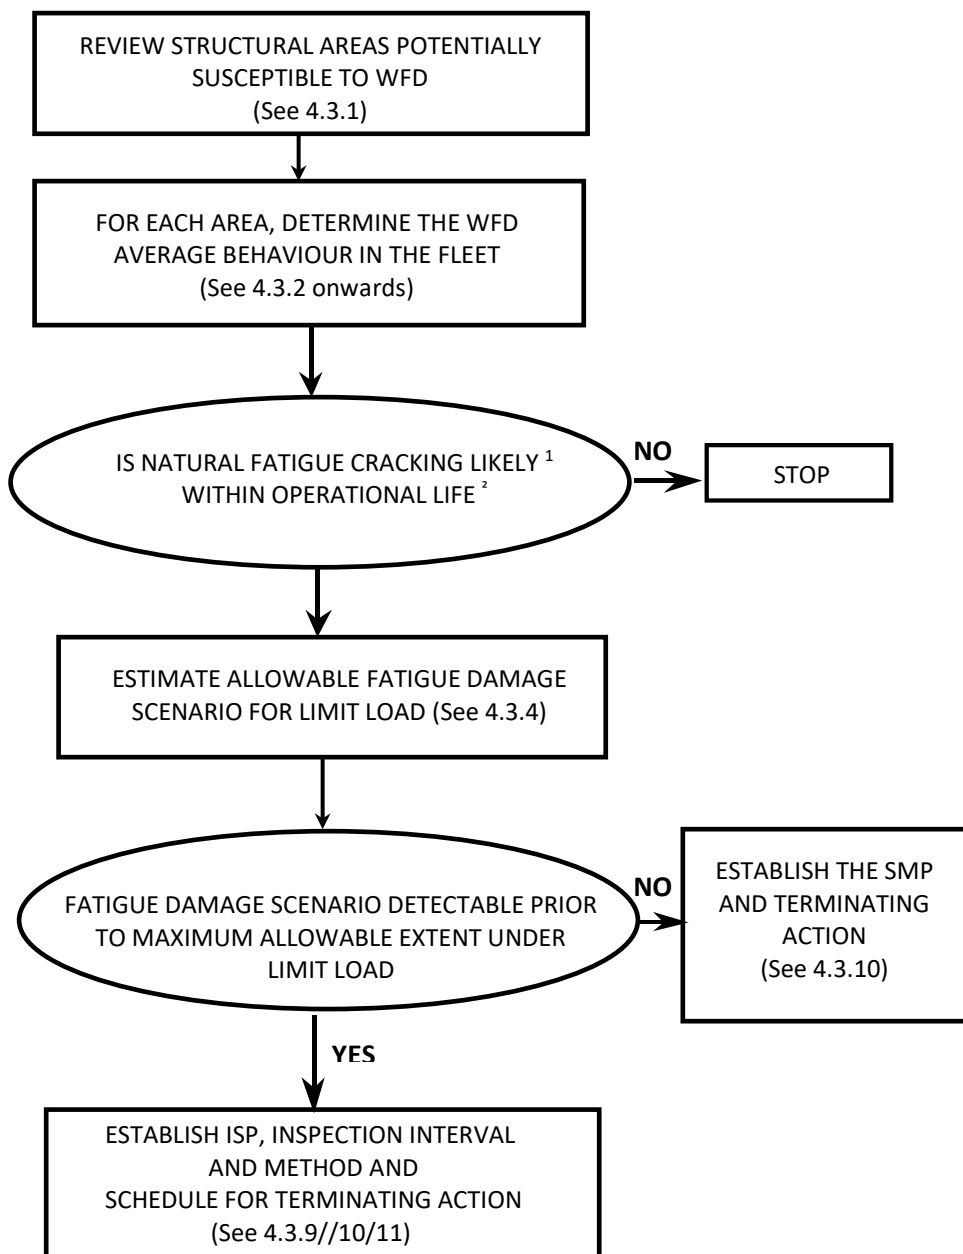 REVIEW STRUCTURAL AREAS POTENTIALLY
SUSCEPTIBLE TO WFD
(See 4.3.1)
FOR EACH AREA, DETERMINE THE WFD
AVERAGE BEHAVIOUR IN THE FLEET
(See 4.3.2 onwards)
IS NATURAL FATIGUE CRACKING LIKELY ¹
WITHIN OPERATIONAL LIFE ²
NO
STOP
ESTIMATE ALLOWABLE FATIGUE DAMAGE
SCENARIO FOR LIMIT LOAD (See 4.3.4)
FATIGUE DAMAGE SCENARIO DETECTABLE PRIOR
TO MAXIMUM ALLOWABLE EXTENT UNDER
LIMIT LOAD
NO
ESTABLISH THE SMP
AND TERMINATING
ACTION
(See 4.3.10)
YES
ESTABLISH ISP, INSPECTION INTERVAL
AND METHOD AND
SCHEDULE FOR TERMINATING ACTION
(See 4.3.9//10/11)